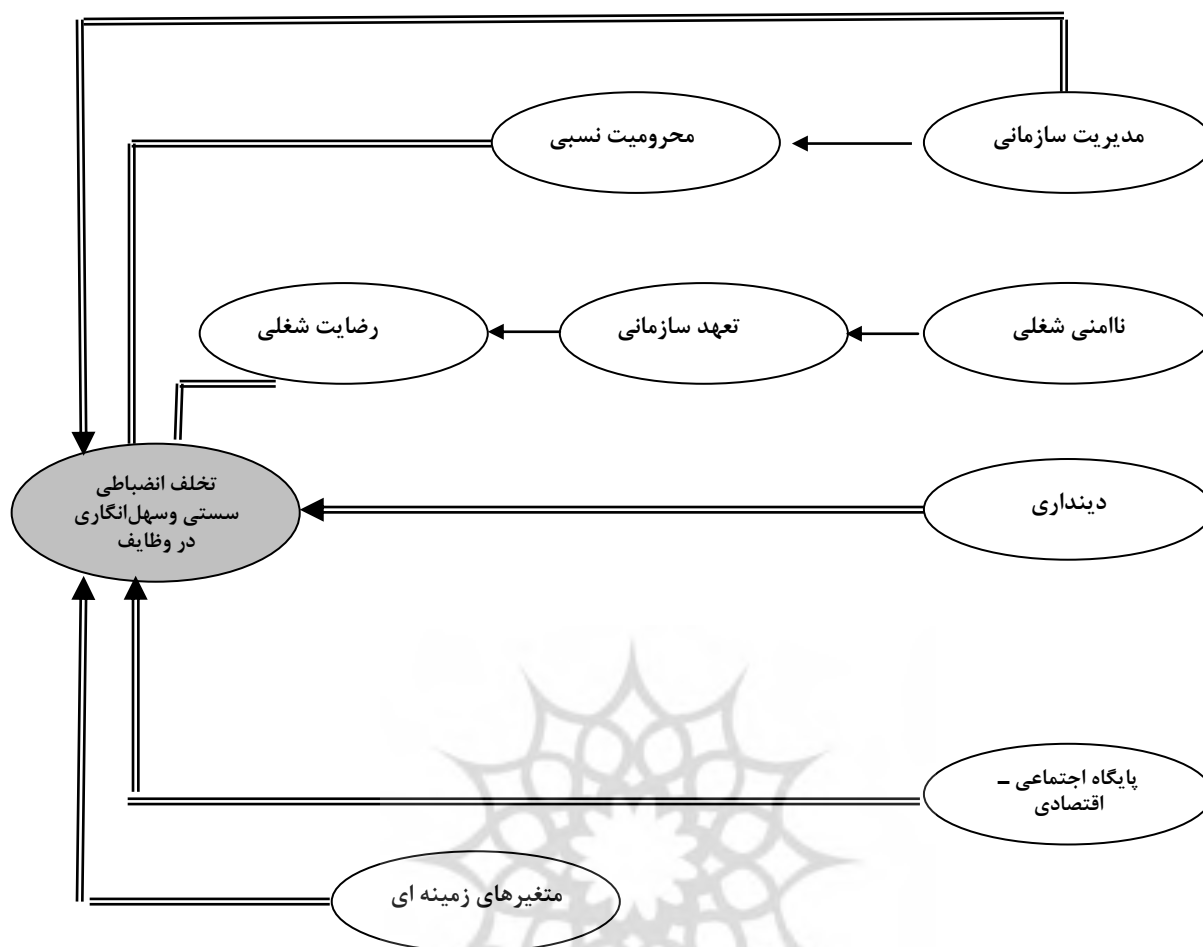 مدیریت سازمانی
محرومیت نسبی
ناامنی شغلی
تعهد سازمانی
رضایت شغلی
دینداری
تخلف انضباطی
سستی وسهل‌انگاری
در وظایف
پایگاه اجتماعی –
اقتصادی
متغیرهای زمینه ای